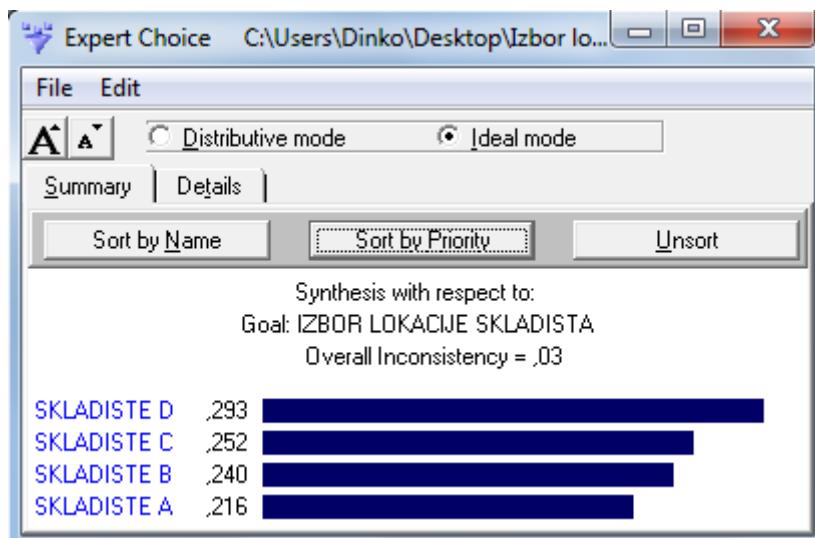 Expert Choice C:\Users\Dinko\Desktop\Izbor lo...
File Edit
A A Distributive mode Ideal mode
Summary Details
Sort by Name Sort by Priority Unsort
Synthesis with respect to:
Goal: IZBOR LOKACIJE SKLADISTA
Overall Inconsistency = ,03
SKLADISTE D ,293
SKLADISTE C ,252
SKLADISTE B ,240
SKLADISTE A ,216